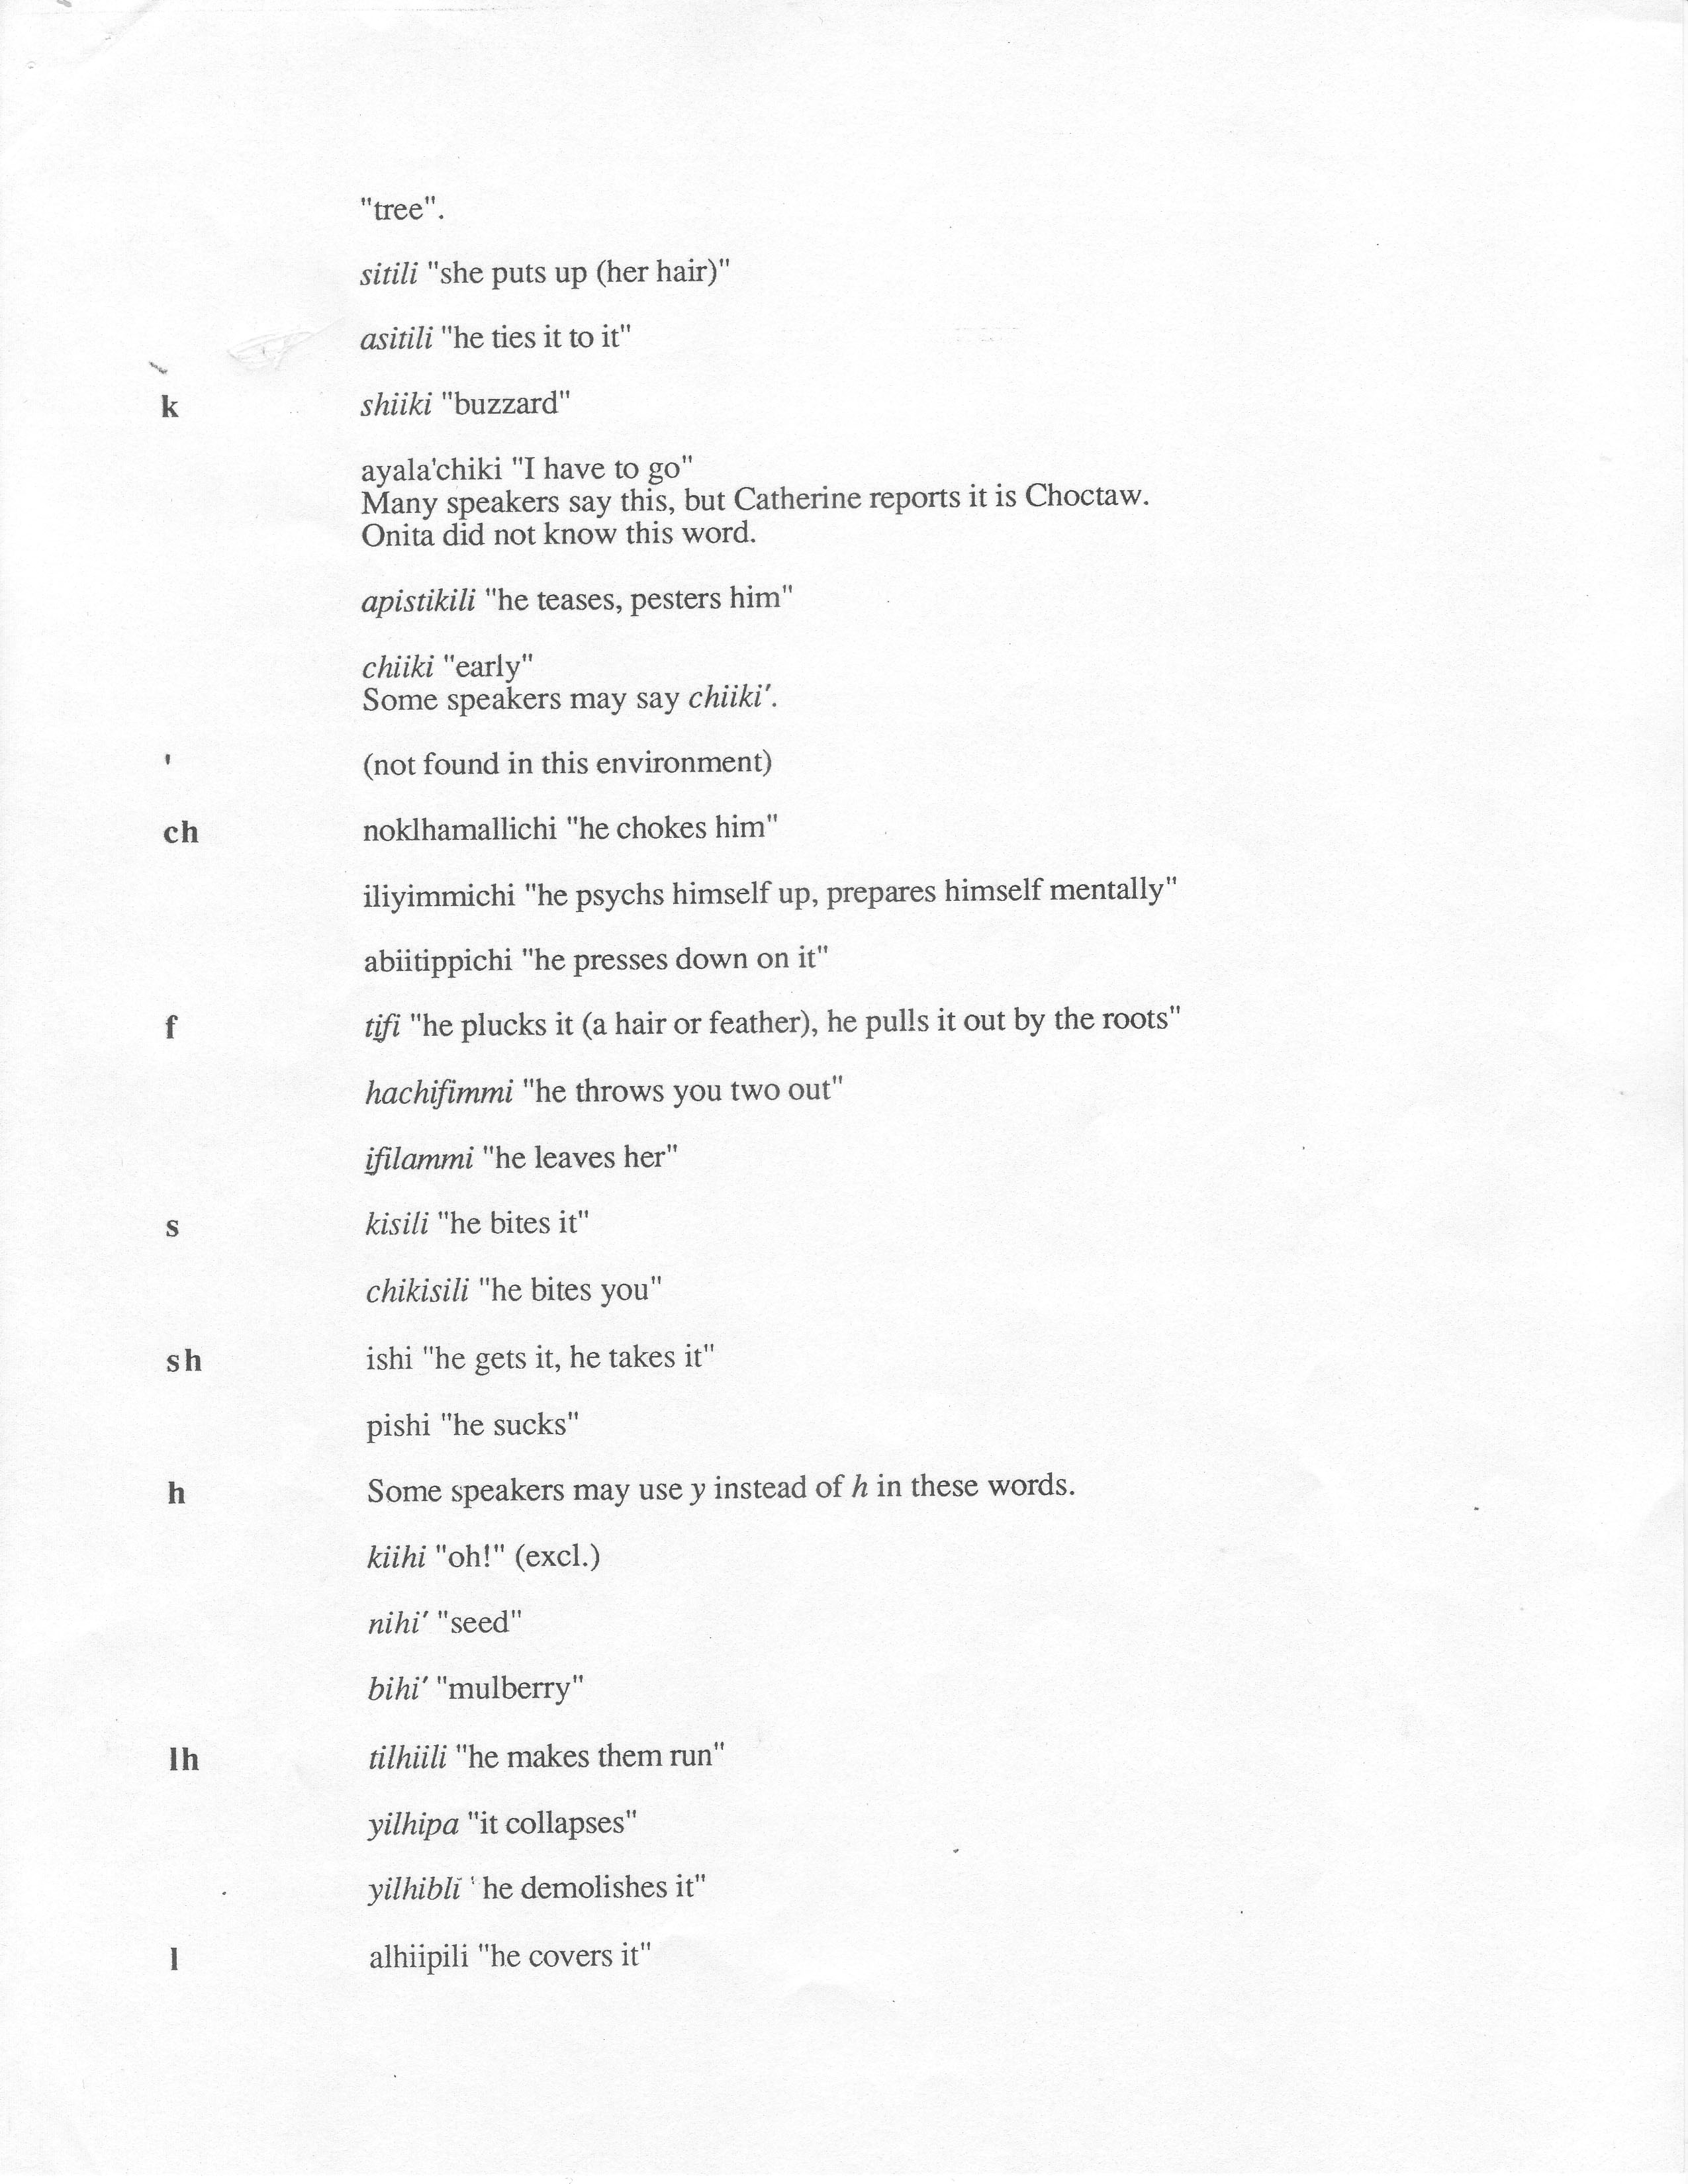 "tree".
sitili "she puts up (her hair)"
asitili "he ties it to it"
k shiiki "buzzard"
ayala'chiki "I have to go"
Many speakers say this, but Catherine reports it is Choctaw.
Onita did not know this word.
apistikili "he teases, pesters him"
chiiki "early"
Some speakers may say chiiki'.
' (not found in this environment)
ch noklhamallichi "he chokes him"
iliyimmichi "he psychs himself up, prepares himself mentally"
abiitippichi "he presses down on it"
f ti̱fi "he plucks it (a hair or feather), he pulls it out by the roots"
hachifimmi "he throws you two out"
i̱filammi "he leaves her"
s kisili "he bites it"
chikisili "he bites you"
sh ishi "he gets it, he takes it"
pishi "he sucks"
h Some speakers may use y instead of h in these words.
kiihi "oh!" (excl.)
nihi' "seed"
bihi' "mulberry"
lh tilhiili "he makes them run"
yilhipa "it collapses"
yilhibli "he demolishes it"
l alhiipili "he covers it"